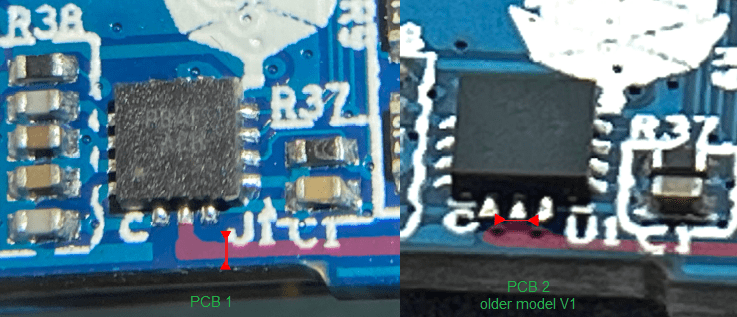 R38
R37
C
U1
C1
PCB 1
R37
C
U1
C1
PCB 2
older model V1